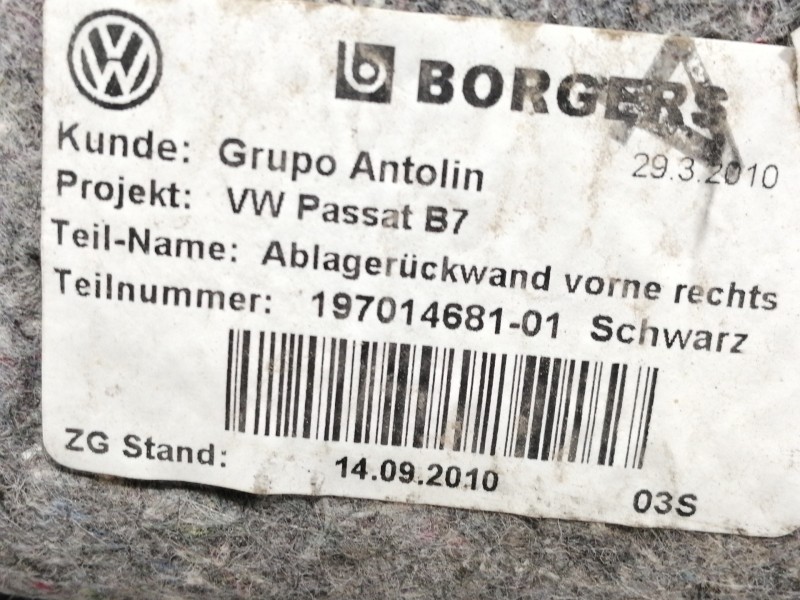 BORGERS
29.3.2010
Kunde: Grupo Antolin
Projekt: VW Passat B7
Teil-Name: Ablagerückwand vorne rechts
Teilnummer: 197014681-01 Schwarz
ZG Stand: 14.09.2010 03S